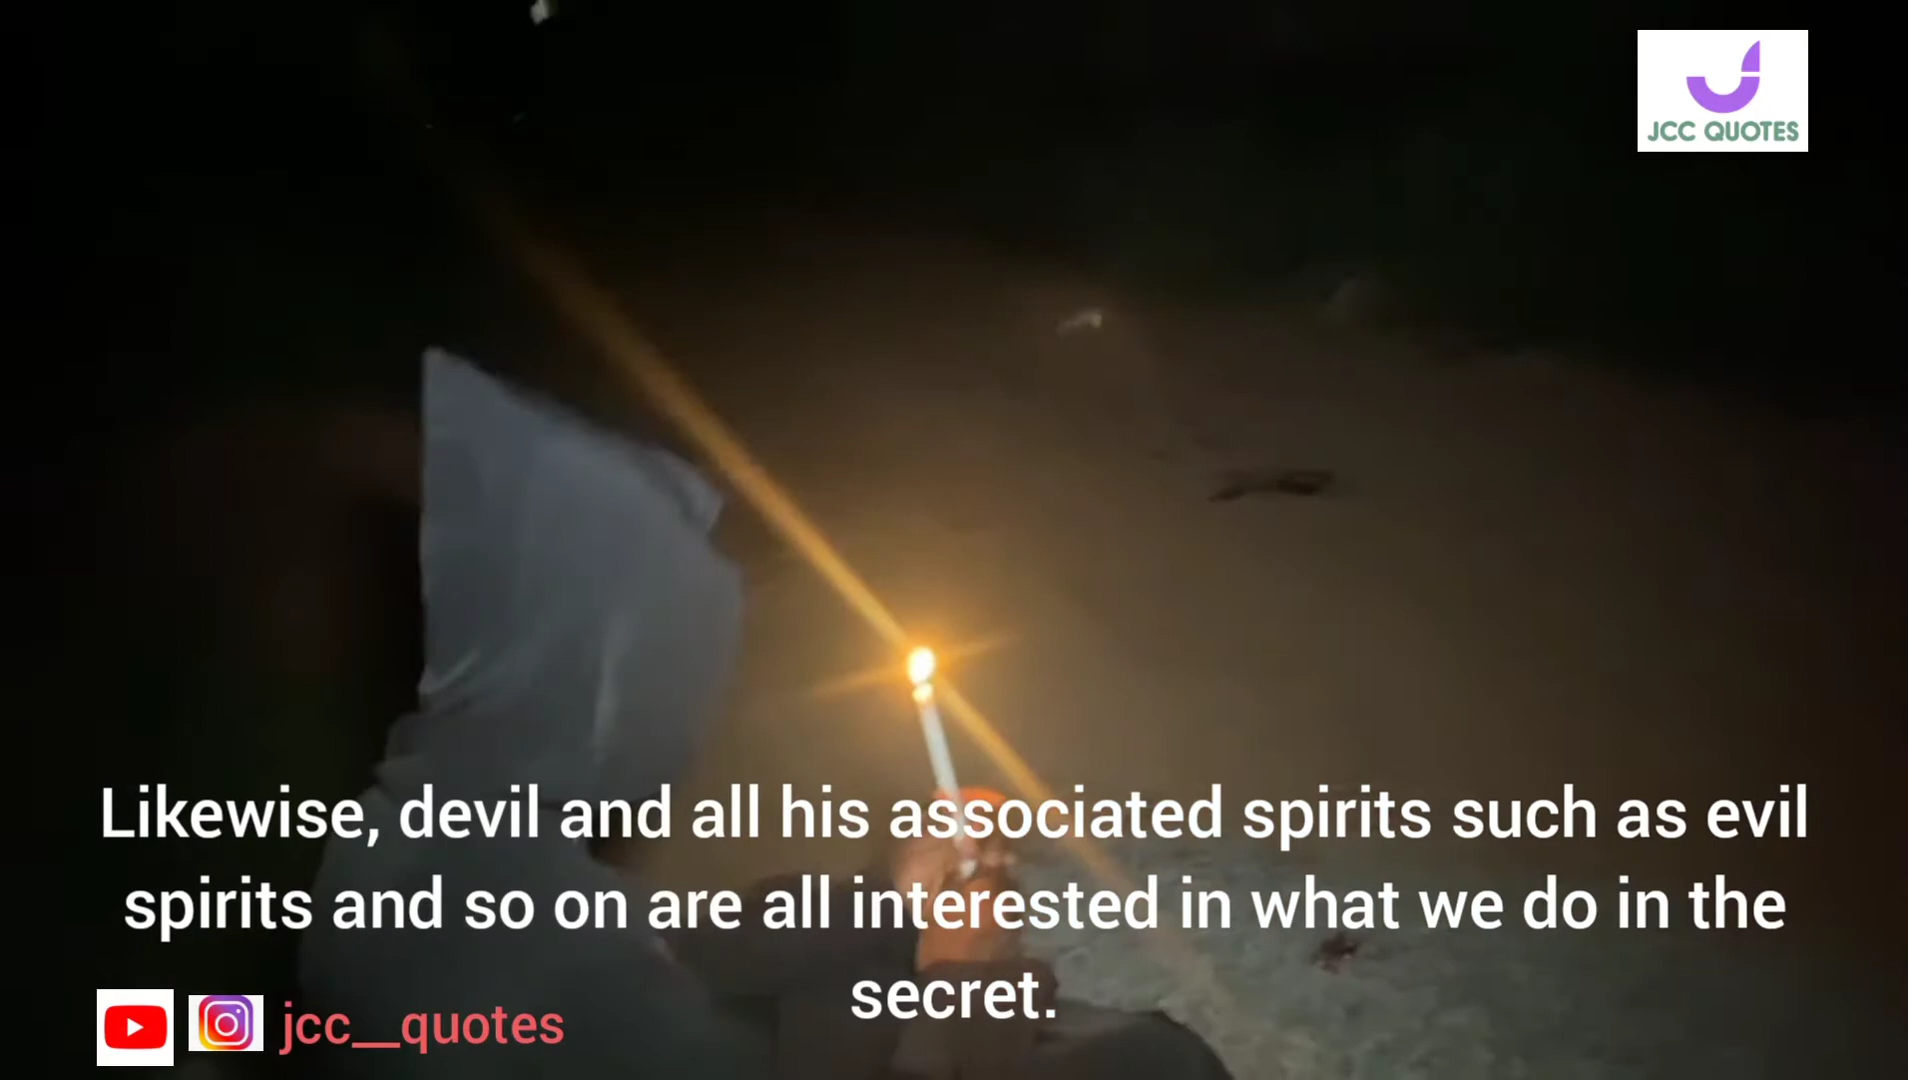 JCC QUOTES
Likewise, devil and all his associated spirits such as evil
spirits and so on are all interested in what we do in the
secret.
jcc__quotes